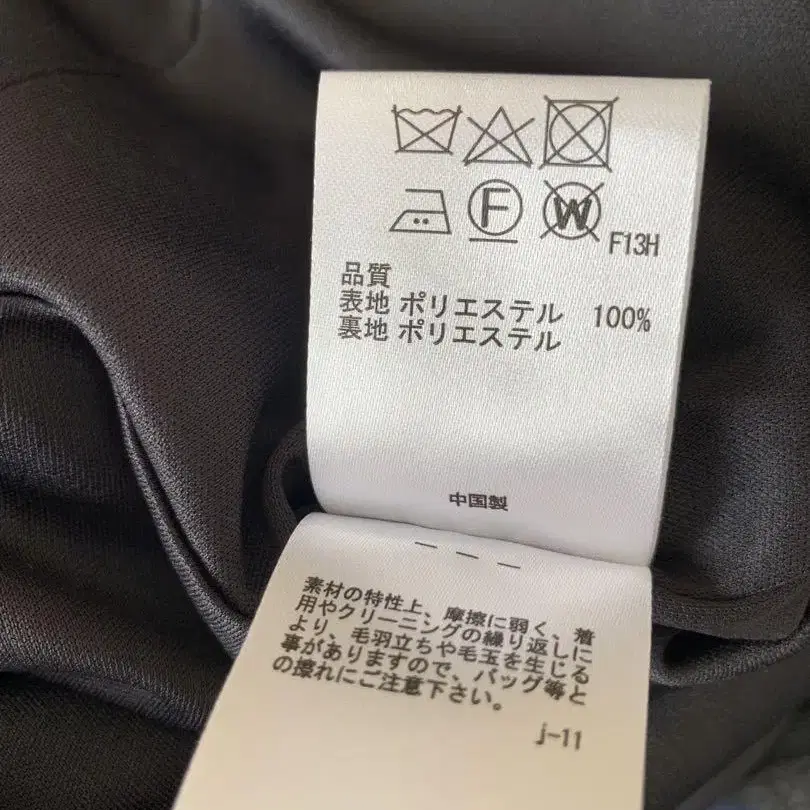 F W F13H
品質
表地 ポリエステル 100%
裏地 ポリエステル
中国製
素材の特性上、摩擦に弱く、着
用やクリーニングの繰り返しに
より、毛羽立ちや毛玉を生じる
事がありますので、バッグ等と
の擦れにご注意下さい。
j-11